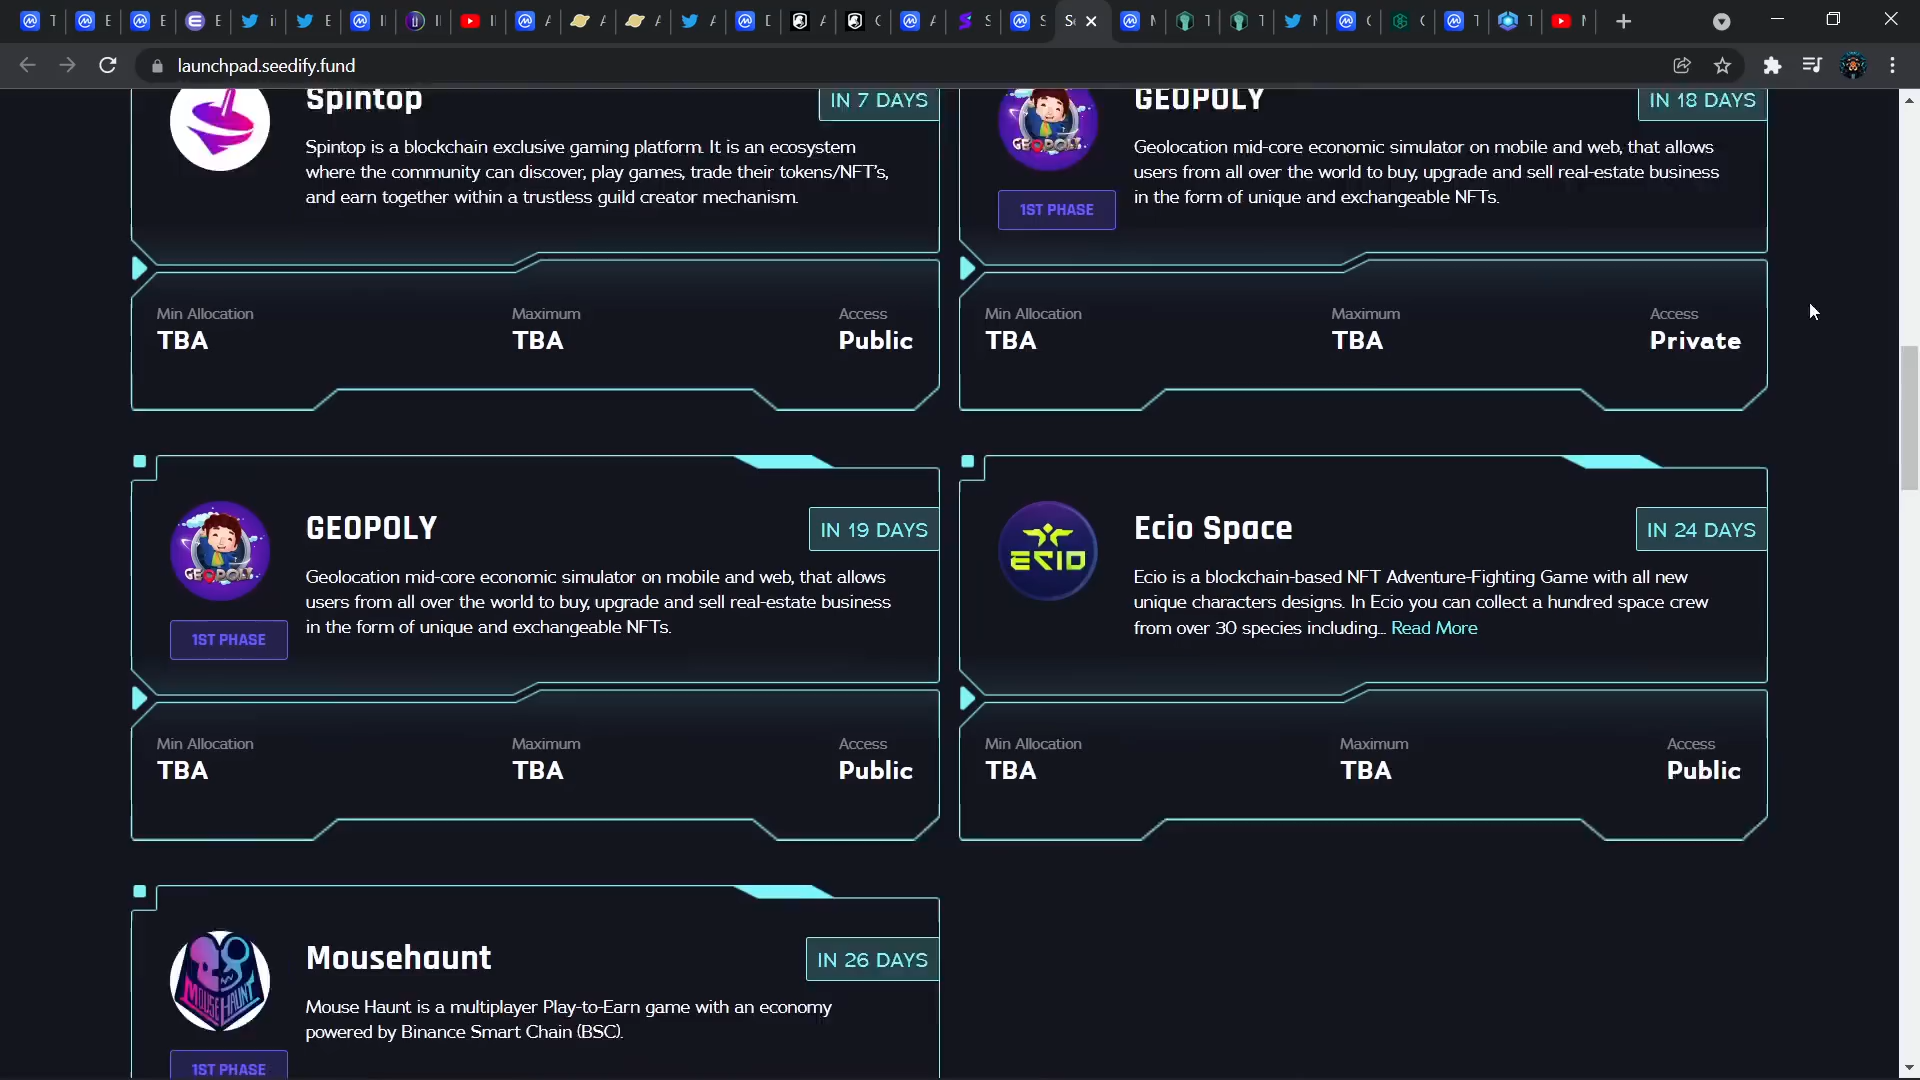 launchpad.seedify.fund
Spintop
IN 7 DAYS
Spintop is a blockchain exclusive gaming platform. It is an ecosystem
where the community can discover, play games, trade their tokens/NFT's,
and earn together within a trustless guild creator mechanism.
Min Allocation
TBA
Maximum
TBA
Access
Public
GEOPOLY
IN 18 DAYS
GEOPOLY
Geolocation mid-core economic simulator on mobile and web, that allows
users from all over the world to buy, upgrade and sell real-estate business
in the form of unique and exchangeable NFTs.
1ST PHASE
Min Allocation
TBA
Maximum
TBA
Access
Private
GEOPOLY
IN 19 DAYS
GEOPOLY
Geolocation mid-core economic simulator on mobile and web, that allows
users from all over the world to buy, upgrade and sell real-estate business
in the form of unique and exchangeable NFTs.
1ST PHASE
Min Allocation
TBA
Maximum
TBA
Access
Public
Ecio Space
IN 24 DAYS
ECIO
Ecio is a blockchain-based NFT Adventure-Fighting Game with all new
unique characters designs. In Ecio you can collect a hundred space crew
from over 30 species including... Read More
Min Allocation
TBA
Maximum
TBA
Access
Public
Mousehaunt
IN 26 DAYS
MOUSEHAUNT
Mouse Haunt is a multiplayer Play-to-Earn game with an economy
powered by Binance Smart Chain (BSC).
1ST PHASE